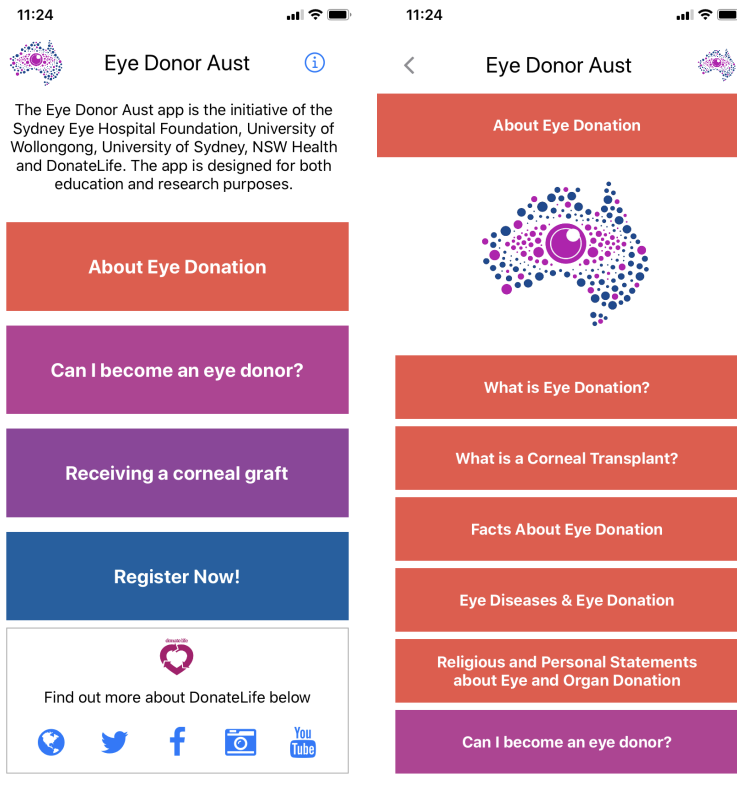 11:24
Eye Donor Aust
The Eye Donor Aust app is the initiative of the
Sydney Eye Hospital Foundation, University of
Wollongong, University of Sydney, NSW Health
and DonateLife. The app is designed for both
education and research purposes.
About Eye Donation
Can I become an eye donor?
Receiving a corneal graft
Register Now!
donatelife
Find out more about DonateLife below
You
Tube
11:24
Eye Donor Aust
About Eye Donation
What is Eye Donation?
What is a Corneal Transplant?
Facts About Eye Donation
Eye Diseases & Eye Donation
Religious and Personal Statements
about Eye and Organ Donation
Can I become an eye donor?